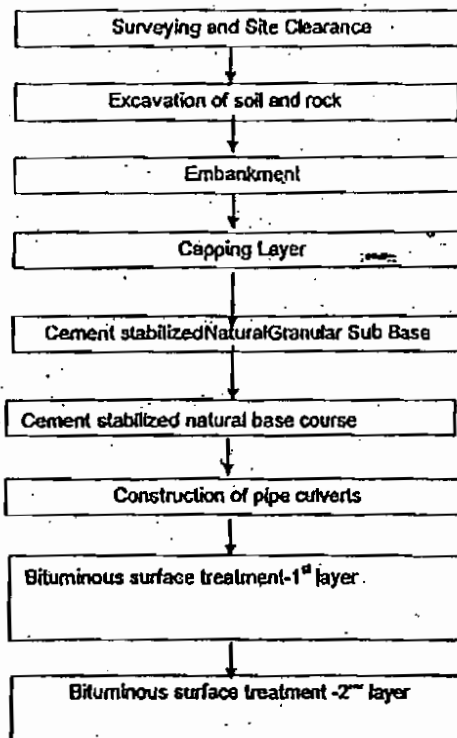 Surveying and Site Clearance
Excavation of soil and rock
Embankment
Capping Layer
Cement stabilizedNaturalGranular Sub Base
Cement stabilized natural base course
Construction of pipe culverts
Bituminous surface treatment-1st layer
Bituminous surface treatment -2nd layer